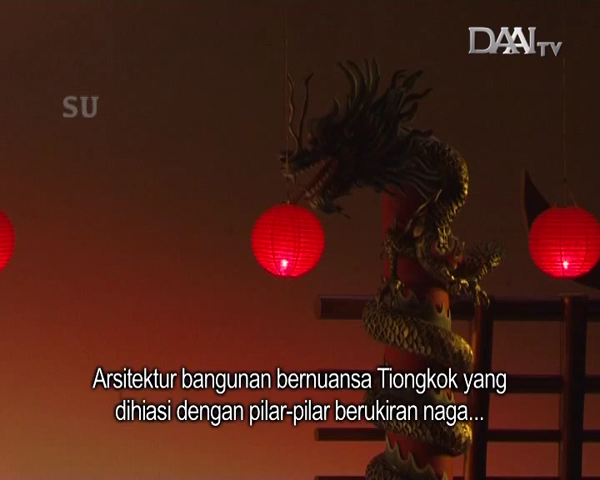 DAAI TV
SU
Arsitektur bangunan bernuansa Tiongkok yang
dihiasi dengan pilar-pilar berukiran naga...